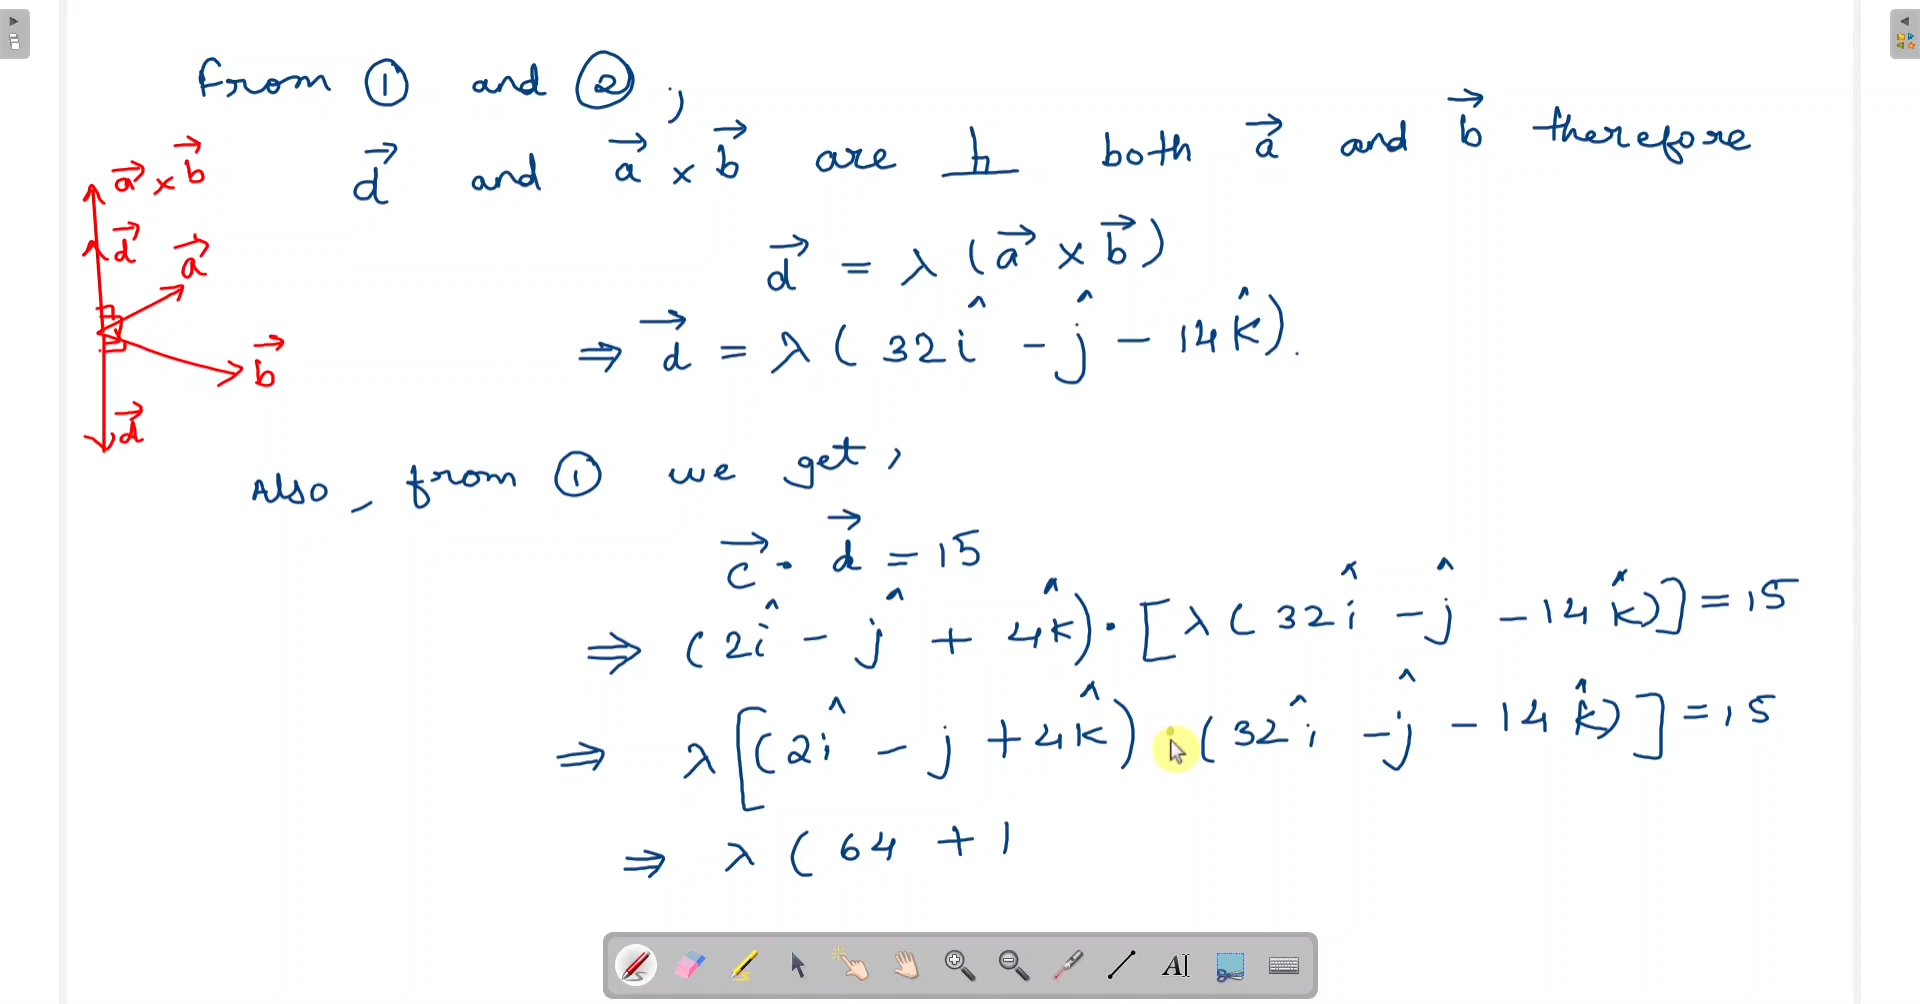 From ① and ② ,
d⃗ and a⃗ × b⃗ are ⊥ both a⃗ and b⃗ therefore
d⃗ = λ (a⃗ × b⃗)
⇒ d⃗ = λ ( 32î - ĵ - 14k̂).
a⃗ × b⃗
d⃗
a⃗
b⃗
d⃗
Also, from ① we get,
c⃗ · d⃗ = 15
⇒ (2î - ĵ + 4k̂) · [λ ( 32î - ĵ - 14k̂)] = 15
⇒ λ [(2î - j + 4k̂) · (32î - ĵ - 14k̂)] = 15
⇒ λ ( 64 + 1
AI